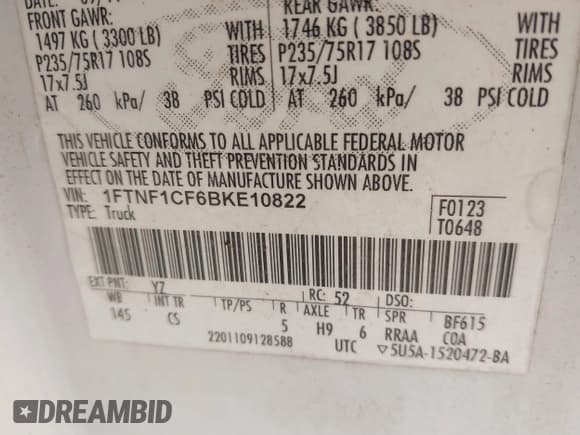 FRONT GAWR:
1497 KG ( 3300 LB) WITH
P235/75R17 108S TIRES
17x7.5J RIMS
AT 260 kPa/ 38 PSI COLD
REAR GAWR:
1746 KG ( 3850 LB) WITH
P235/75R17 108S TIRES
17x7.5J RIMS
AT 260 kPa/ 38 PSI COLD
THIS VEHICLE CONFORMS TO ALL APPLICABLE FEDERAL MOTOR
VEHICLE SAFETY AND THEFT PREVENTION STANDARDS IN
EFFECT ON THE DATE OF MANUFACTURE SHOWN ABOVE.
VIN: 1FTNF1CF6BKE10822
TYPE: Truck
F0123
T0648
EXT PNT: YZ RC: 52 DSO:
WB INT TR TP/PS R AXLE TR SPR BF615
145 CS 5 H9 6 RRAA COA
2201109128588 UTC ▽5U5A-1520472-BA
DREAMBID